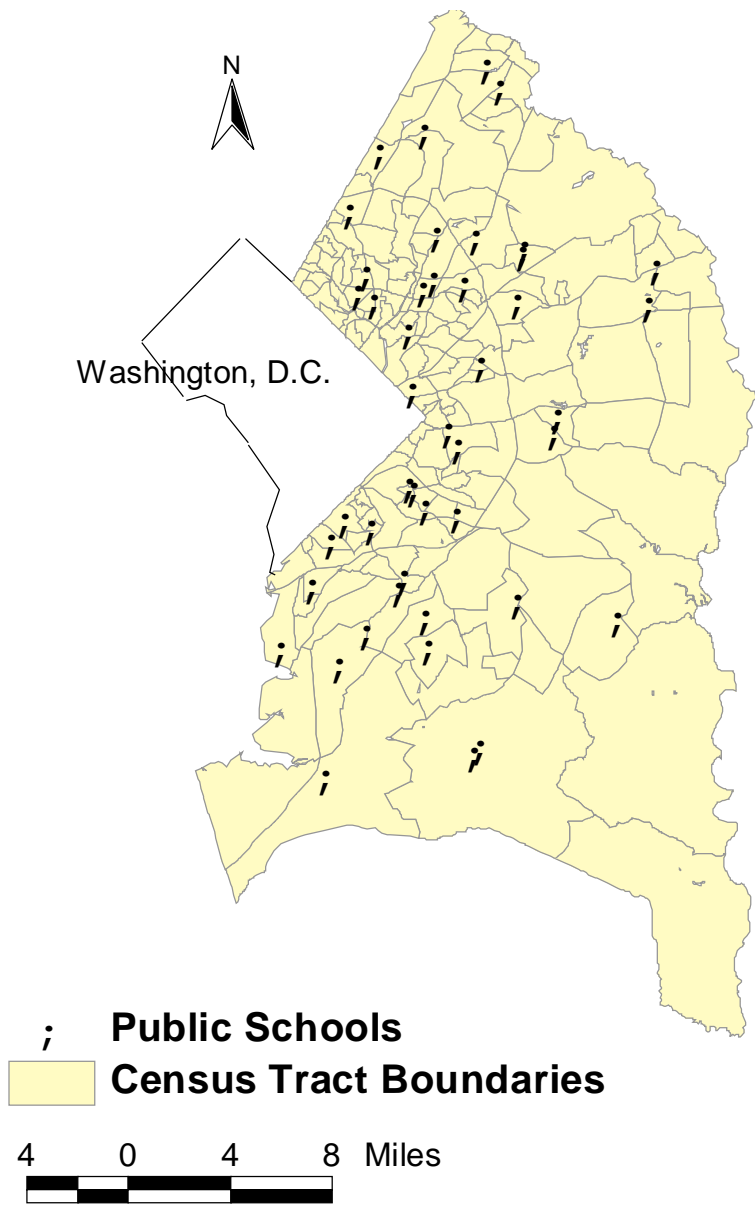 N
Washington, D.C.
; Public Schools
Census Tract Boundaries
4 0 4 8 Miles